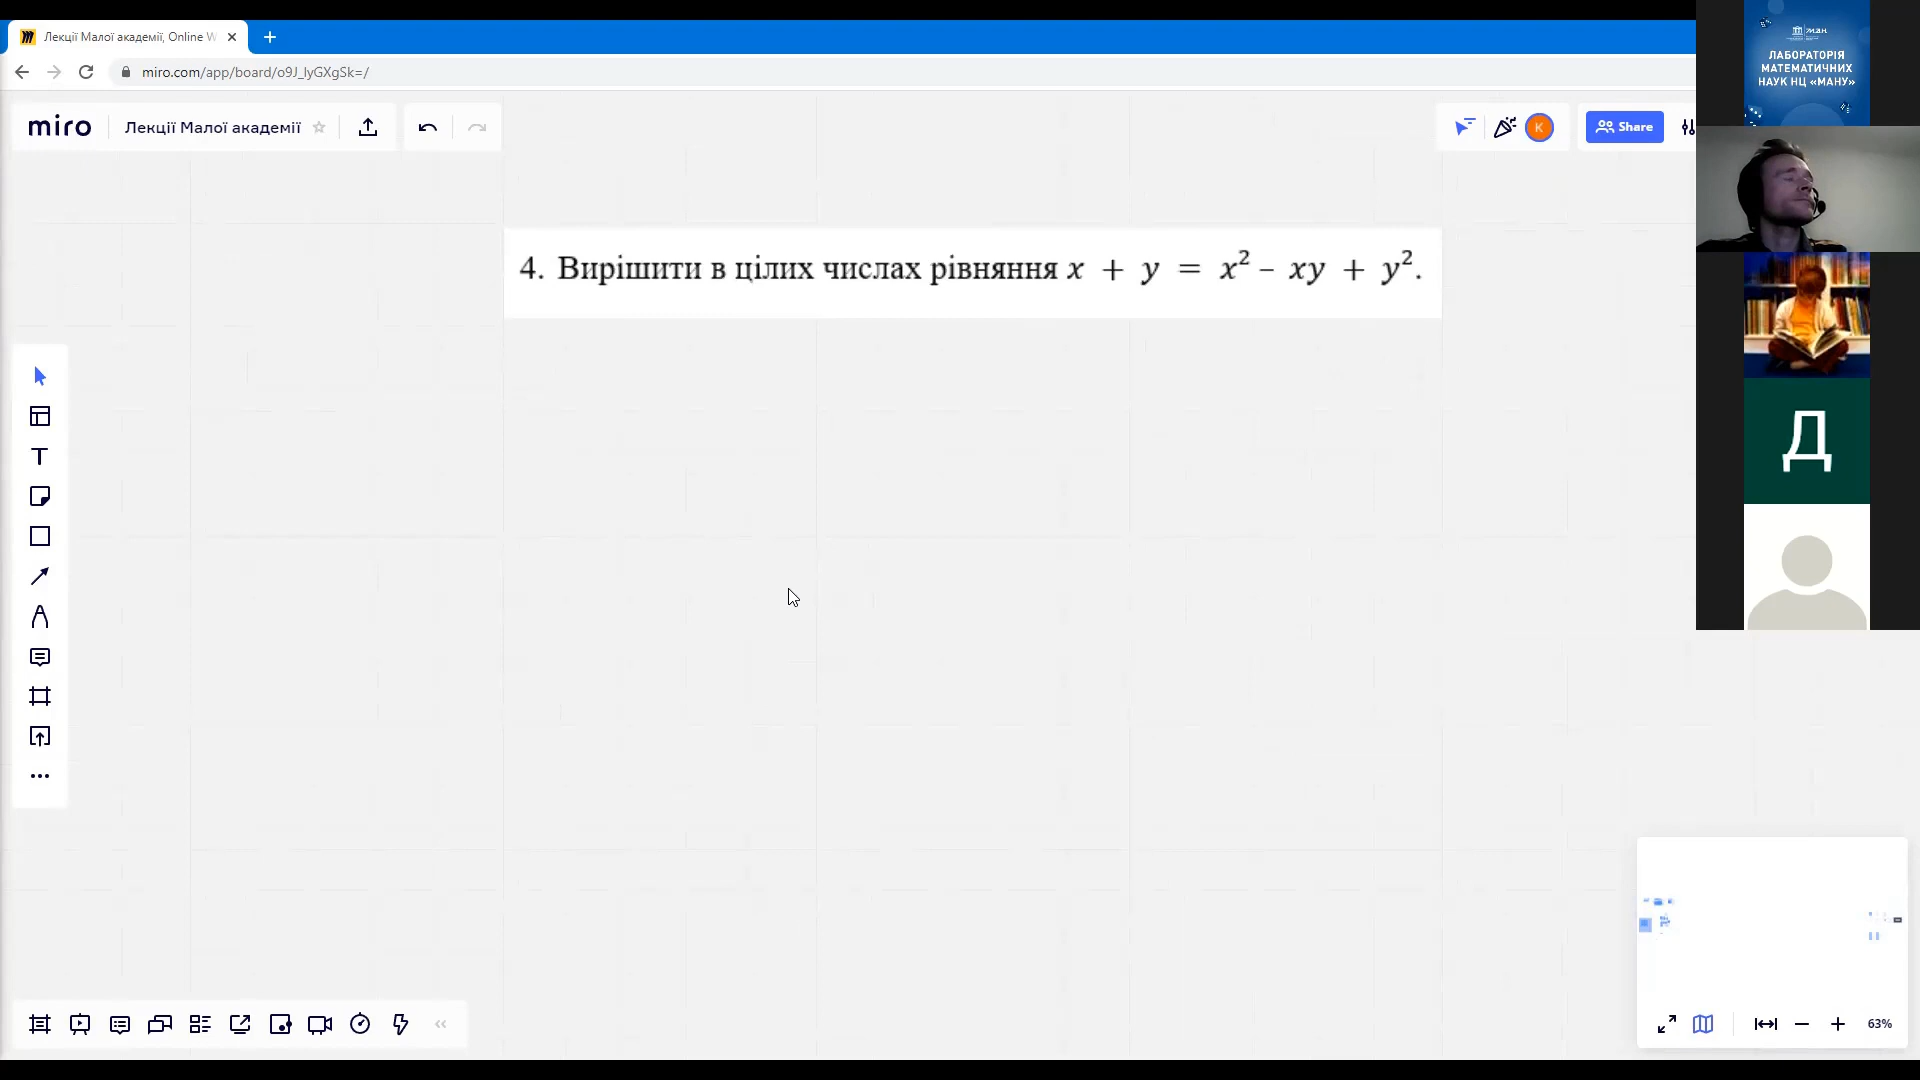 Лекції Малої академії, Online W
miro.com/app/board/o9J_lyGXgSk=/
miro
Лекції Малої академії
K
Share
4. Вирішити в цілих числах рівняння x + y = x² – xy + y².
ЛАБОРАТОРІЯ
МАТЕМАТИЧНИХ
НАУК НЦ «МАНУ»
Д
63%